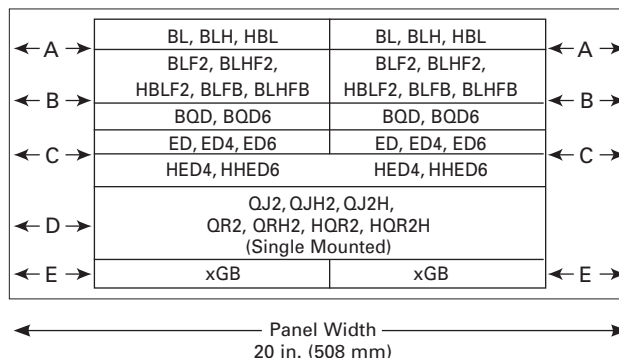 BL, BLH, HBL BL, BLH, HBL
A A
BLF2, BLHF2, BLF2, BLHF2,
HBLF2, BLFB, BLHFB HBLF2, BLFB, BLHFB
B B
BQD, BQD6 BQD, BQD6
ED, ED4, ED6 ED, ED4, ED6
C C
HED4, HHED6 HED4, HHED6
QJ2, QJH2, QJ2H,
D QR2, QRH2, HQR2, HQR2H
(Single Mounted)
E xGB xGB E
Panel Width
20 in. (508 mm)